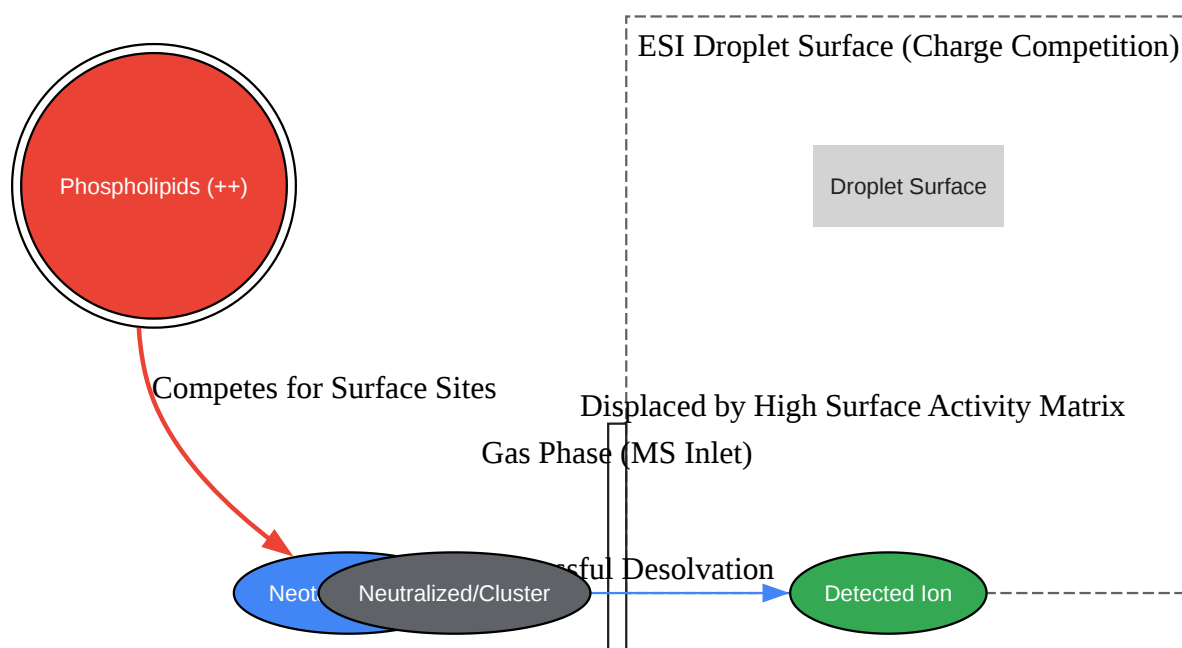 ESI Droplet Surface (Charge Competition)
Phospholipids (++)
Droplet Surface
Competes for Surface Sites
Displaced by High Surface Activity Matrix
Gas Phase (MS Inlet)
Desolvation
Neutralized/Cluster
Detected Ion